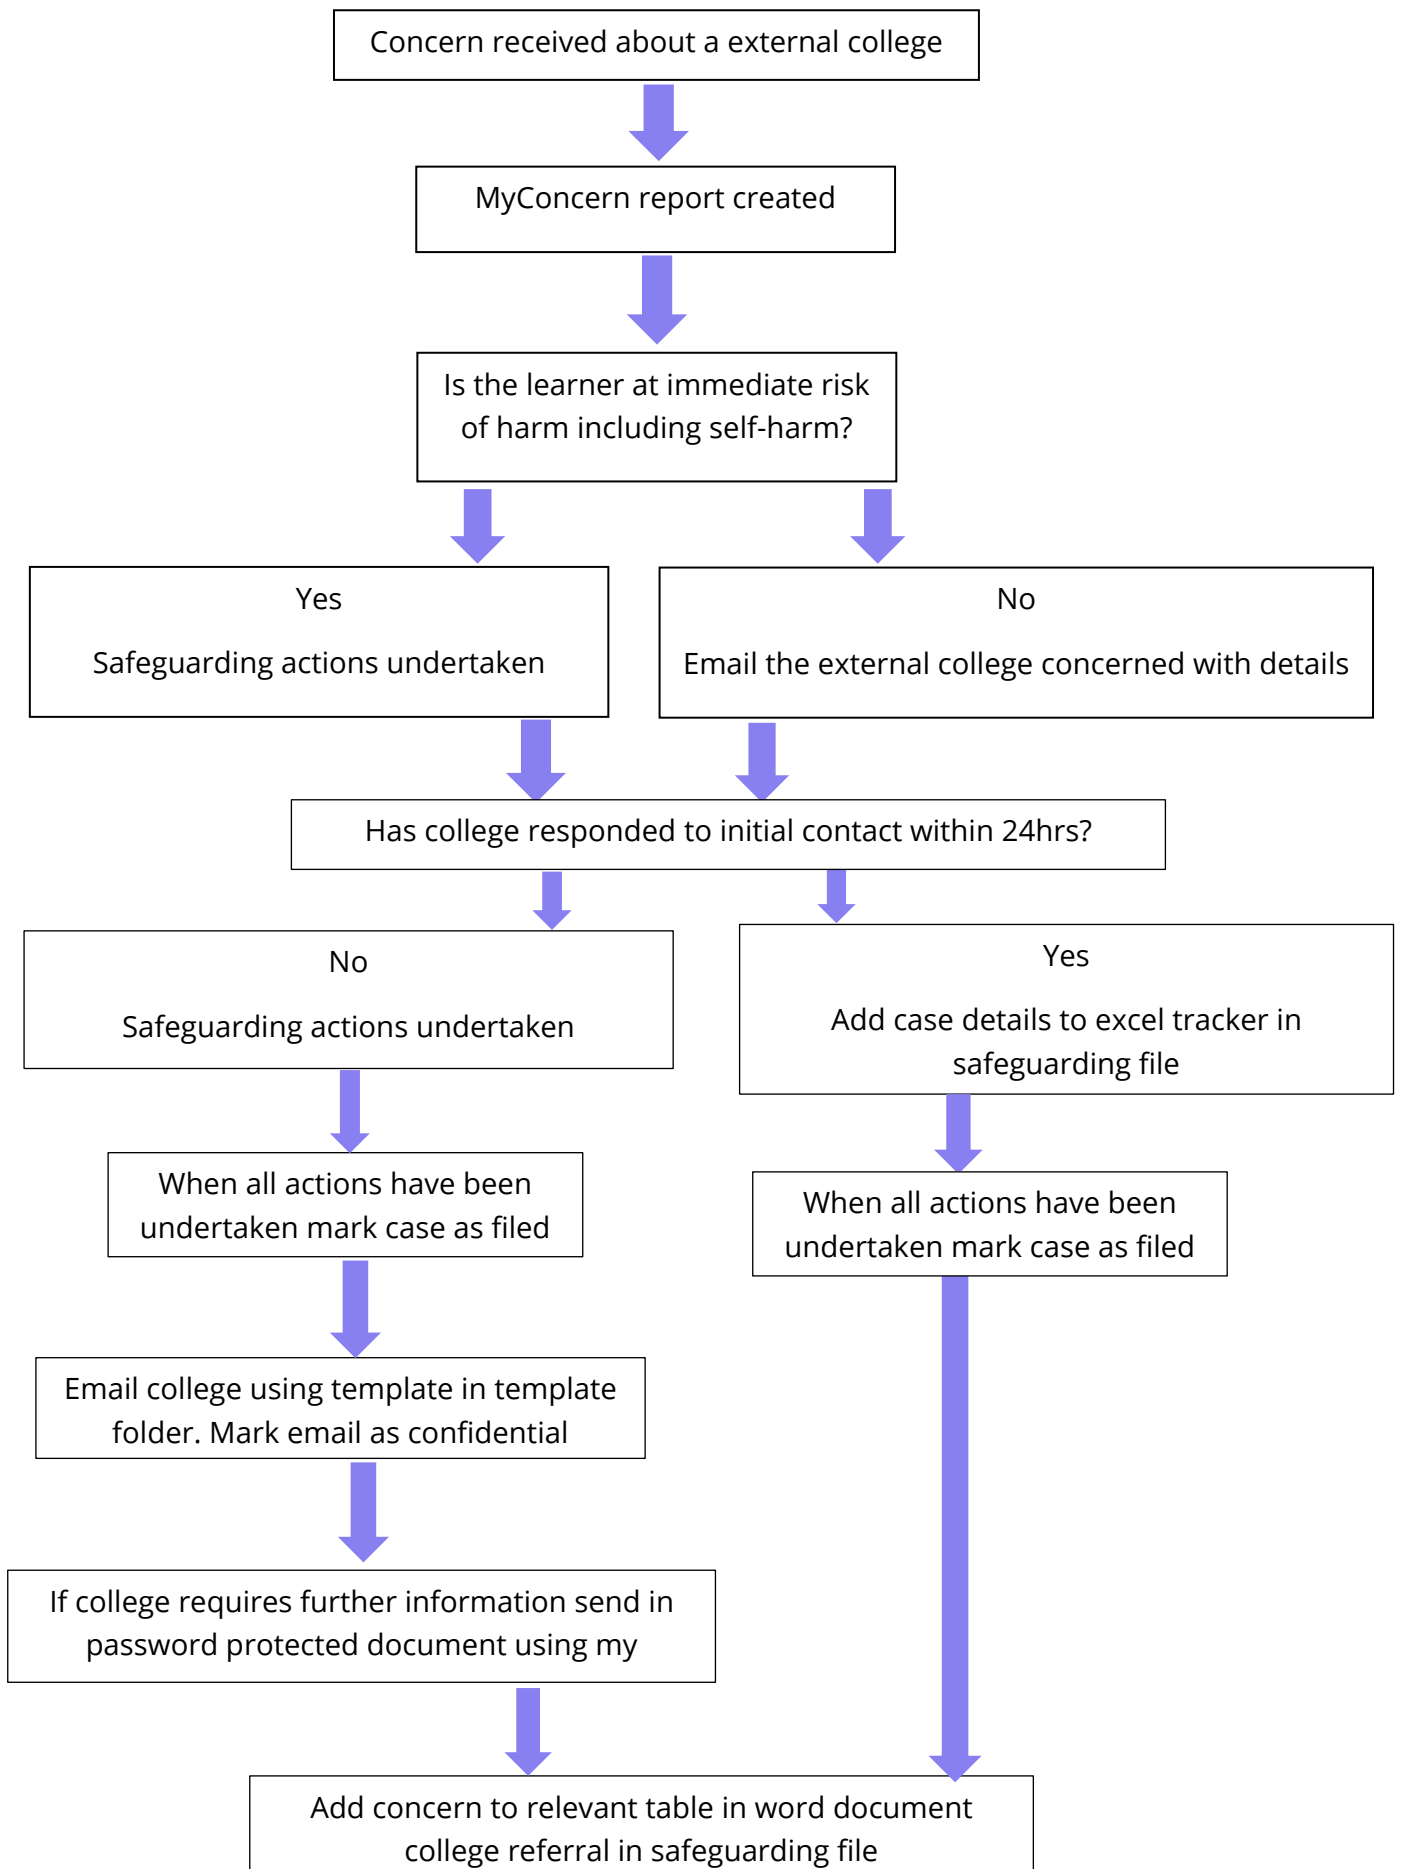 Concern received about a external college
MyConcern report created
Is the learner at immediate risk
of harm including self-harm?
Yes
Safeguarding actions undertaken
No
Email the external college concerned with details
Has college responded to initial contact within 24hrs?
No
Safeguarding actions undertaken
Yes
Add case details to excel tracker in
safeguarding file
When all actions have been
undertaken mark case as filed
When all actions have been
undertaken mark case as filed
Email college using template in template
folder. Mark email as confidential
If college requires further information send in
password protected document using my
Add concern to relevant table in word document
college referral in safeguarding file